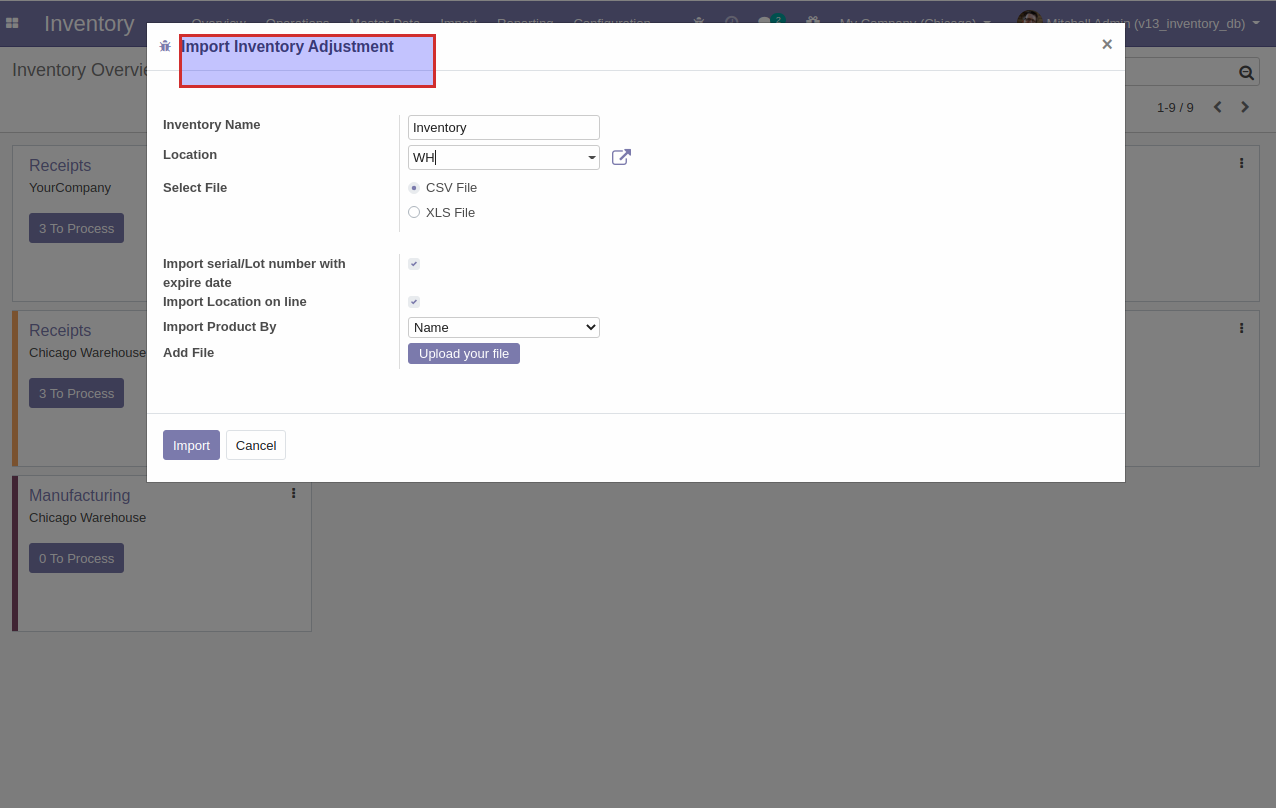 Inventory
Overview Operations Master Data Import Reporting Configuration 2 My Company (Chicago) Mitchell Admin (v13_inventory_db)
Import Inventory Adjustment ×
Inventory
1-9 / 9
Inventory Name Inventory
Location WH
Select File CSV File
XLS File
Import serial/Lot number with
expire date
Import Location on line
Import Product By Name
Add File Upload your file
Import Cancel
Receipts
YourCompany
3 To Process
Receipts
Chicago Warehouse
3 To Process
Manufacturing
Chicago Warehouse
0 To Process